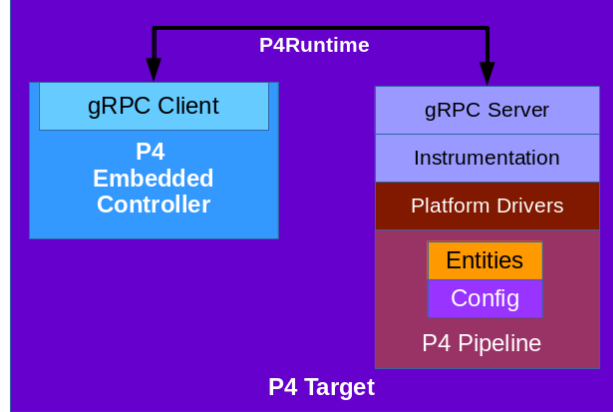 P4Runtime
gRPC Client
P4
Embedded
Controller
gRPC Server
Instrumentation
Platform Drivers
Entities
Config
P4 Pipeline
P4 Target